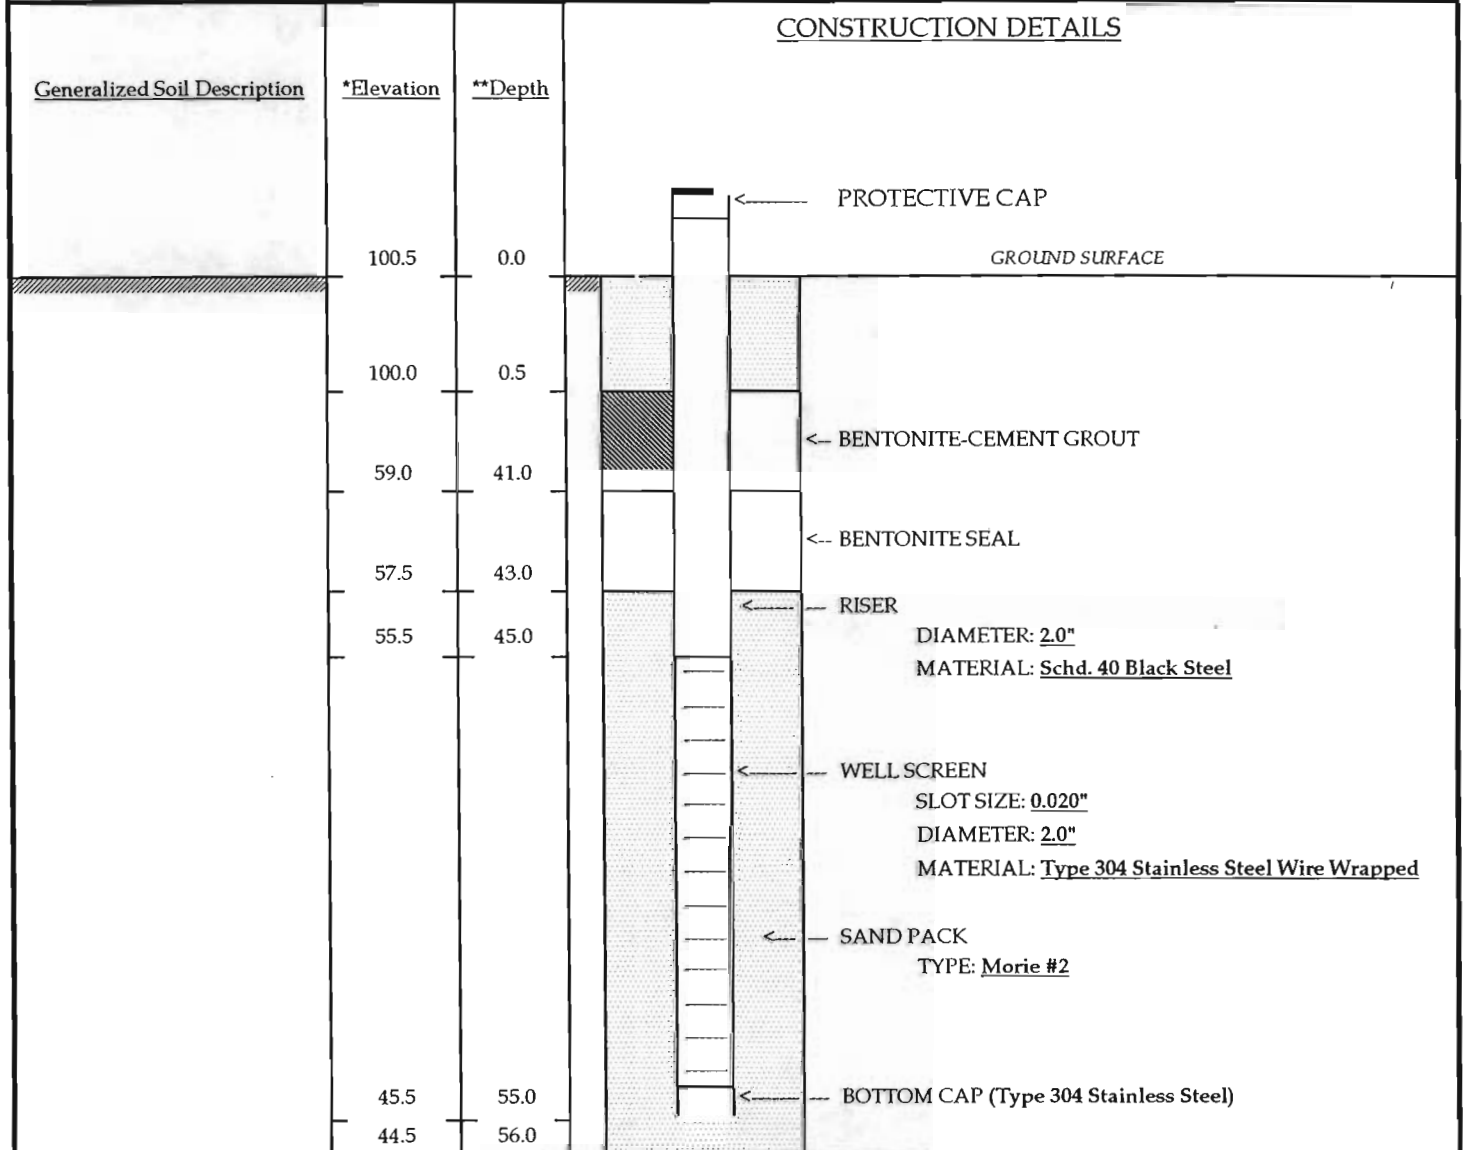 CONSTRUCTION DETAILS
Generalized Soil Description *Elevation **Depth
PROTECTIVE CAP
100.5 0.0 GROUND SURFACE
100.0 0.5
BENTONITE-CEMENT GROUT
59.0 41.0
BENTONITE SEAL
57.5 43.0
RISER
55.5 45.0 DIAMETER: 2.0"
MATERIAL: Schd. 40 Black Steel
WELL SCREEN
SLOT SIZE: 0.020"
DIAMETER: 2.0"
MATERIAL: Type 304 Stainless Steel Wire Wrapped
SAND PACK
TYPE: Morie #2
45.5 55.0 BOTTOM CAP (Type 304 Stainless Steel)
44.5 56.0